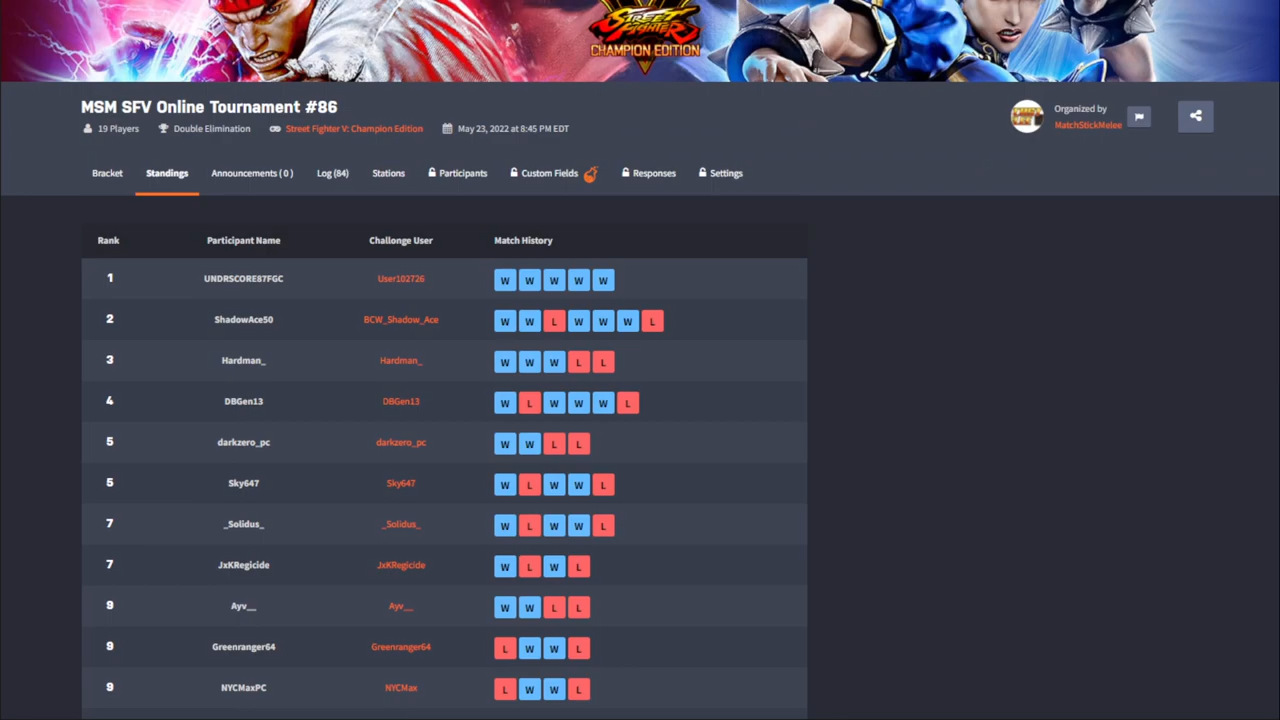 STREET
FIGHTER
V
CHAMPION EDITION
MSM SFV Online Tournament #86
19 Players Double Elimination Street Fighter V: Champion Edition May 23, 2022 at 8:45 PM EDT
Organized by
MatchStickMelee
Bracket Standings Announcements ( 0 ) Log (84) Stations Participants Custom Fields Responses Settings
Rank Participant Name Challonge User Match History
1 UNDRSCORE87FGC User102726 W W W W W
2 ShadowAce50 BCW_Shadow_Ace W W L W W W L
3 Hardman_ Hardman_ W W W L L
4 DBGen13 DBGen13 W L W W W L
5 darkzero_pc darkzero_pc W W L L
5 Sky647 Sky647 W L W W L
7 _Solidus_ _Solidus_ W L W W L
7 JxKRegicide JxKRegicide W L W L
9 Ayv__ Ayv__ W W L L
9 Greenranger64 Greenranger64 L W W L
9 NYCMaxPC NYCMax L W W L